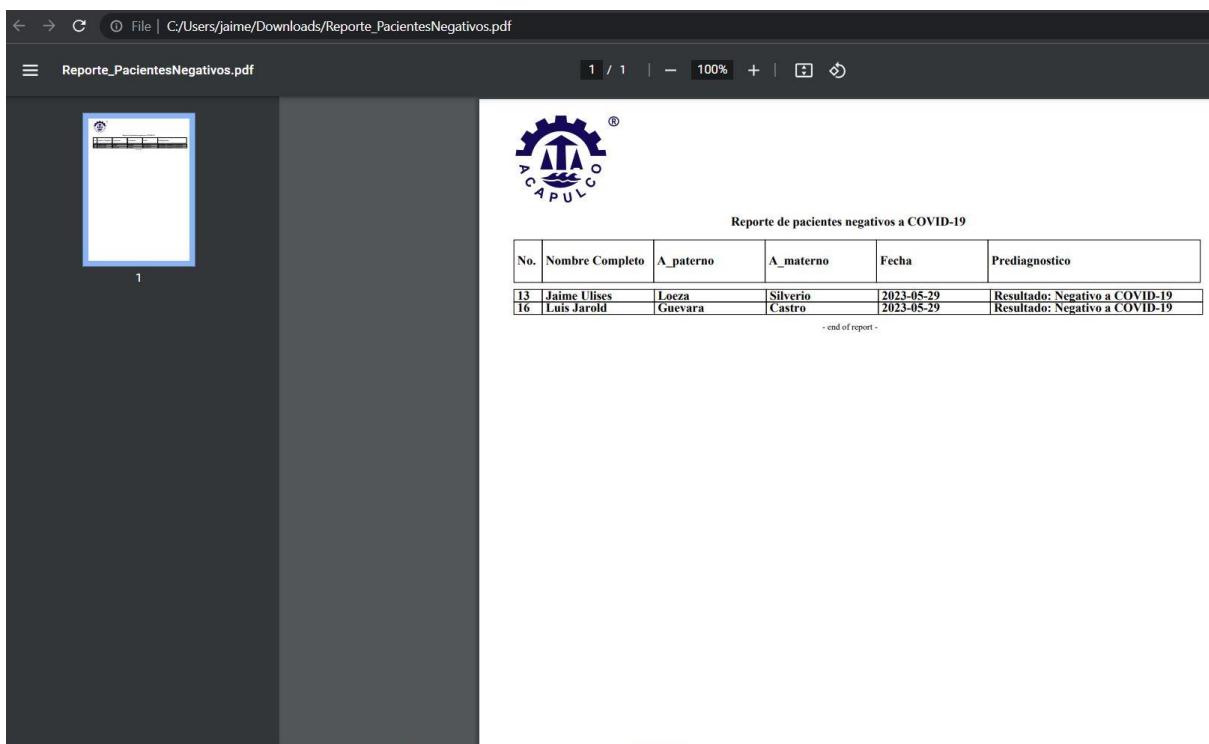 File | C:/Users/jaime/Downloads/Reporte_PacientesNegativos.pdf
Reporte_PacientesNegativos.pdf
1 / 1 | − 100% +
1
®
ACAPULCO
Reporte de pacientes negativos a COVID-19
No. Nombre Completo A_paterno A_materno Fecha Prediagnostico
13 Jaime Ulises Loeza Silverio 2023-05-29 Resultado: Negativo a COVID-19
16 Luis Jarold Guevara Castro 2023-05-29 Resultado: Negativo a COVID-19
- end of report -